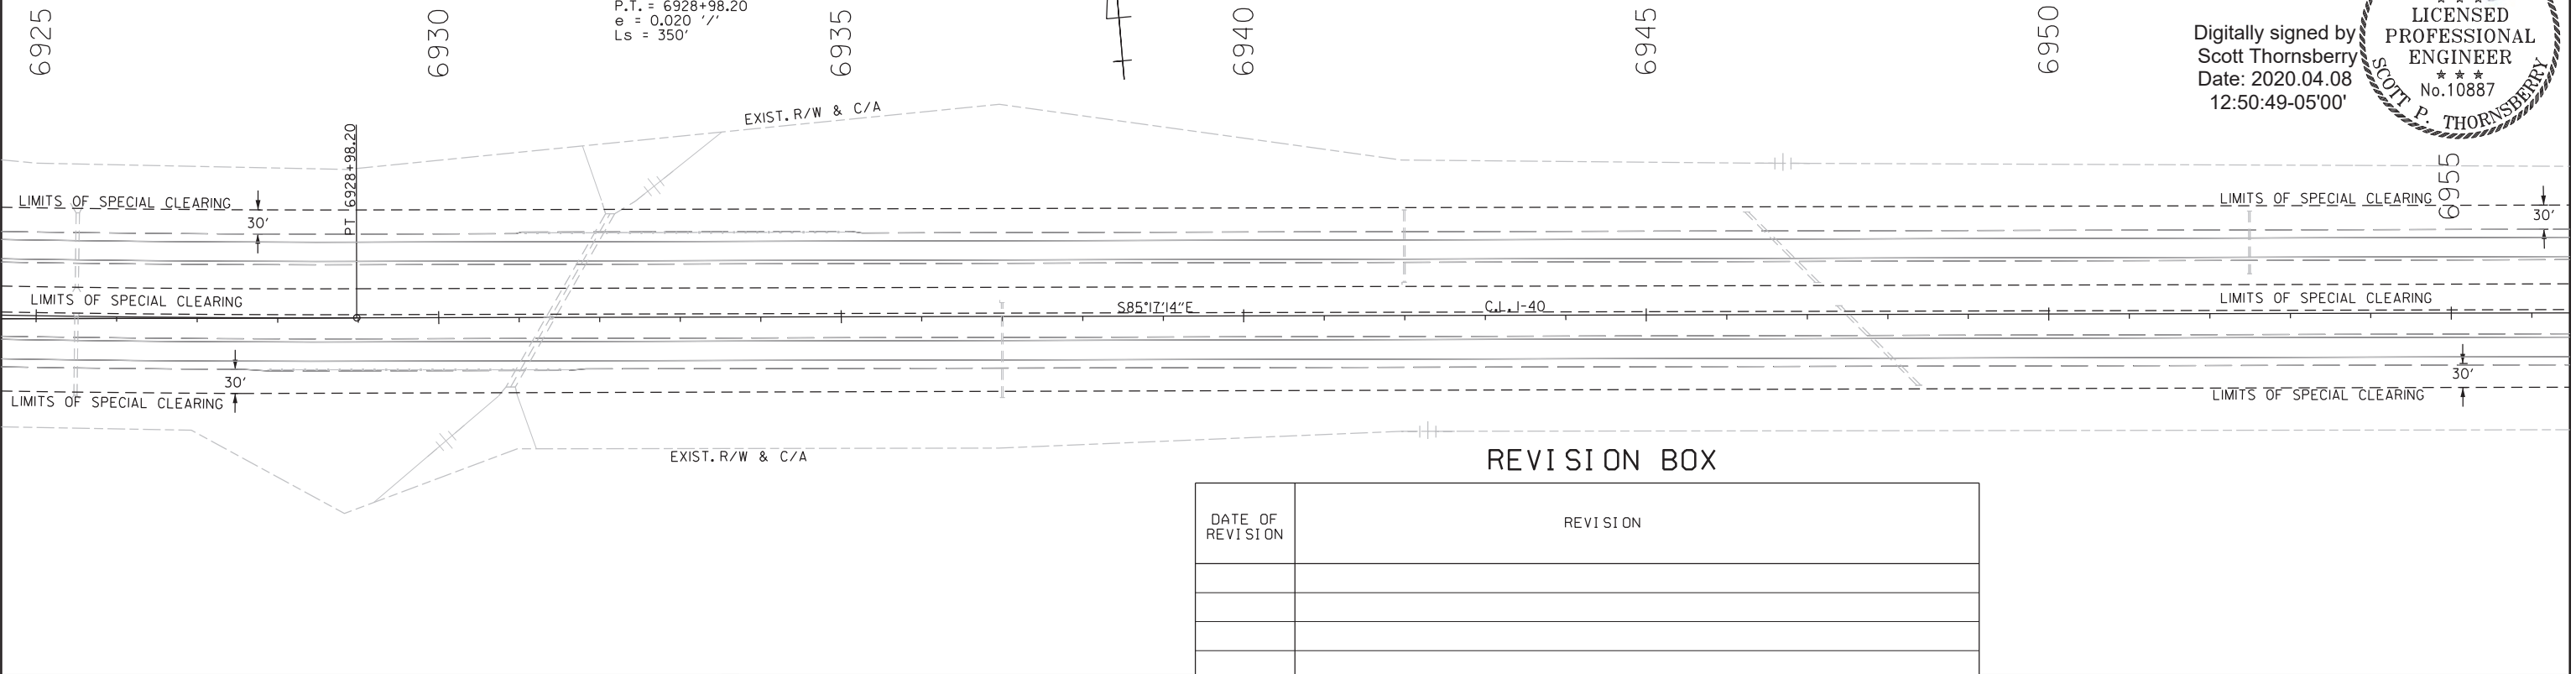 P.T. = 6928+98.20
e = 0.020 '/'
Ls = 350'
6925
6930
6935
6940
6945
6950
6955
Digitally signed by
Scott Thornsberry
Date: 2020.04.08
12:50:49-05'00'
★ ★ ★
LICENSED
PROFESSIONAL
ENGINEER
★ ★ ★
No.10887
SCOTT P. THORNSBERRY
EXIST. R/W & C/A
PT 6928+98.20
LIMITS OF SPECIAL CLEARING
30'
LIMITS OF SPECIAL CLEARING
30'
LIMITS OF SPECIAL CLEARING
S85°17'14"E
C.L. I-40
LIMITS OF SPECIAL CLEARING
30'
30'
LIMITS OF SPECIAL CLEARING
LIMITS OF SPECIAL CLEARING
EXIST. R/W & C/A
REVISION BOX
DATE OF
REVISION
REVISION